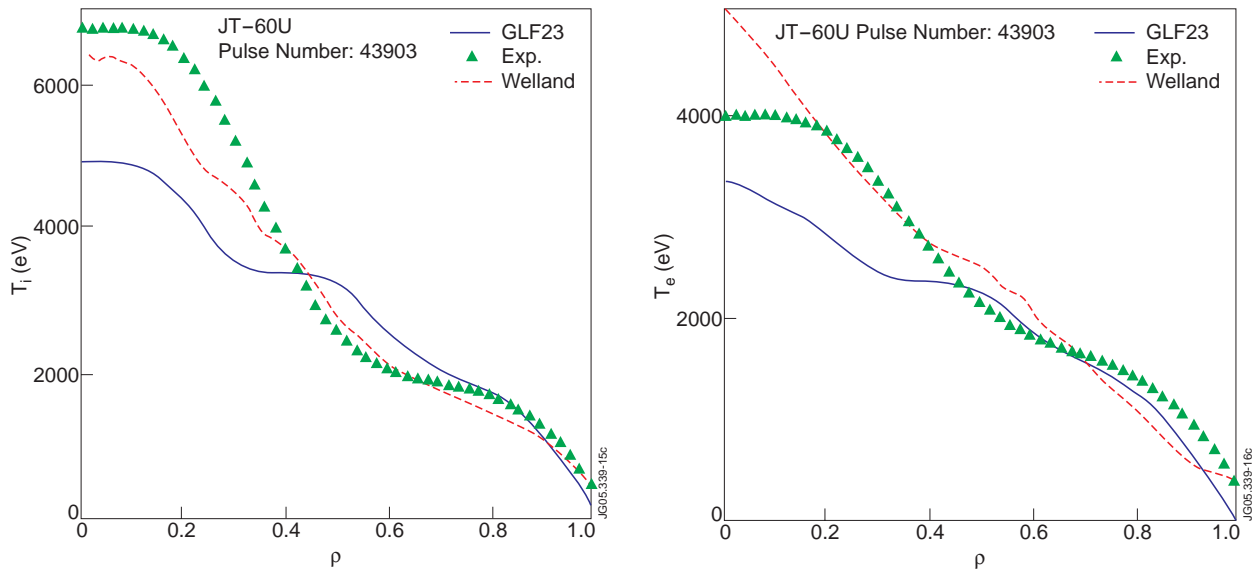 JT−60U
Pulse Number: 43903
GLF23
Exp.
Welland
6000
4000
2000
0
T_i (eV)
0 0.2 0.4 0.6 0.8 1.0
ρ
JG05.339-15c
JT−60U Pulse Number: 43903
GLF23
Exp.
Welland
4000
2000
0
T_e (eV)
0 0.2 0.4 0.6 0.8 1.0
ρ
JG05.339-16c